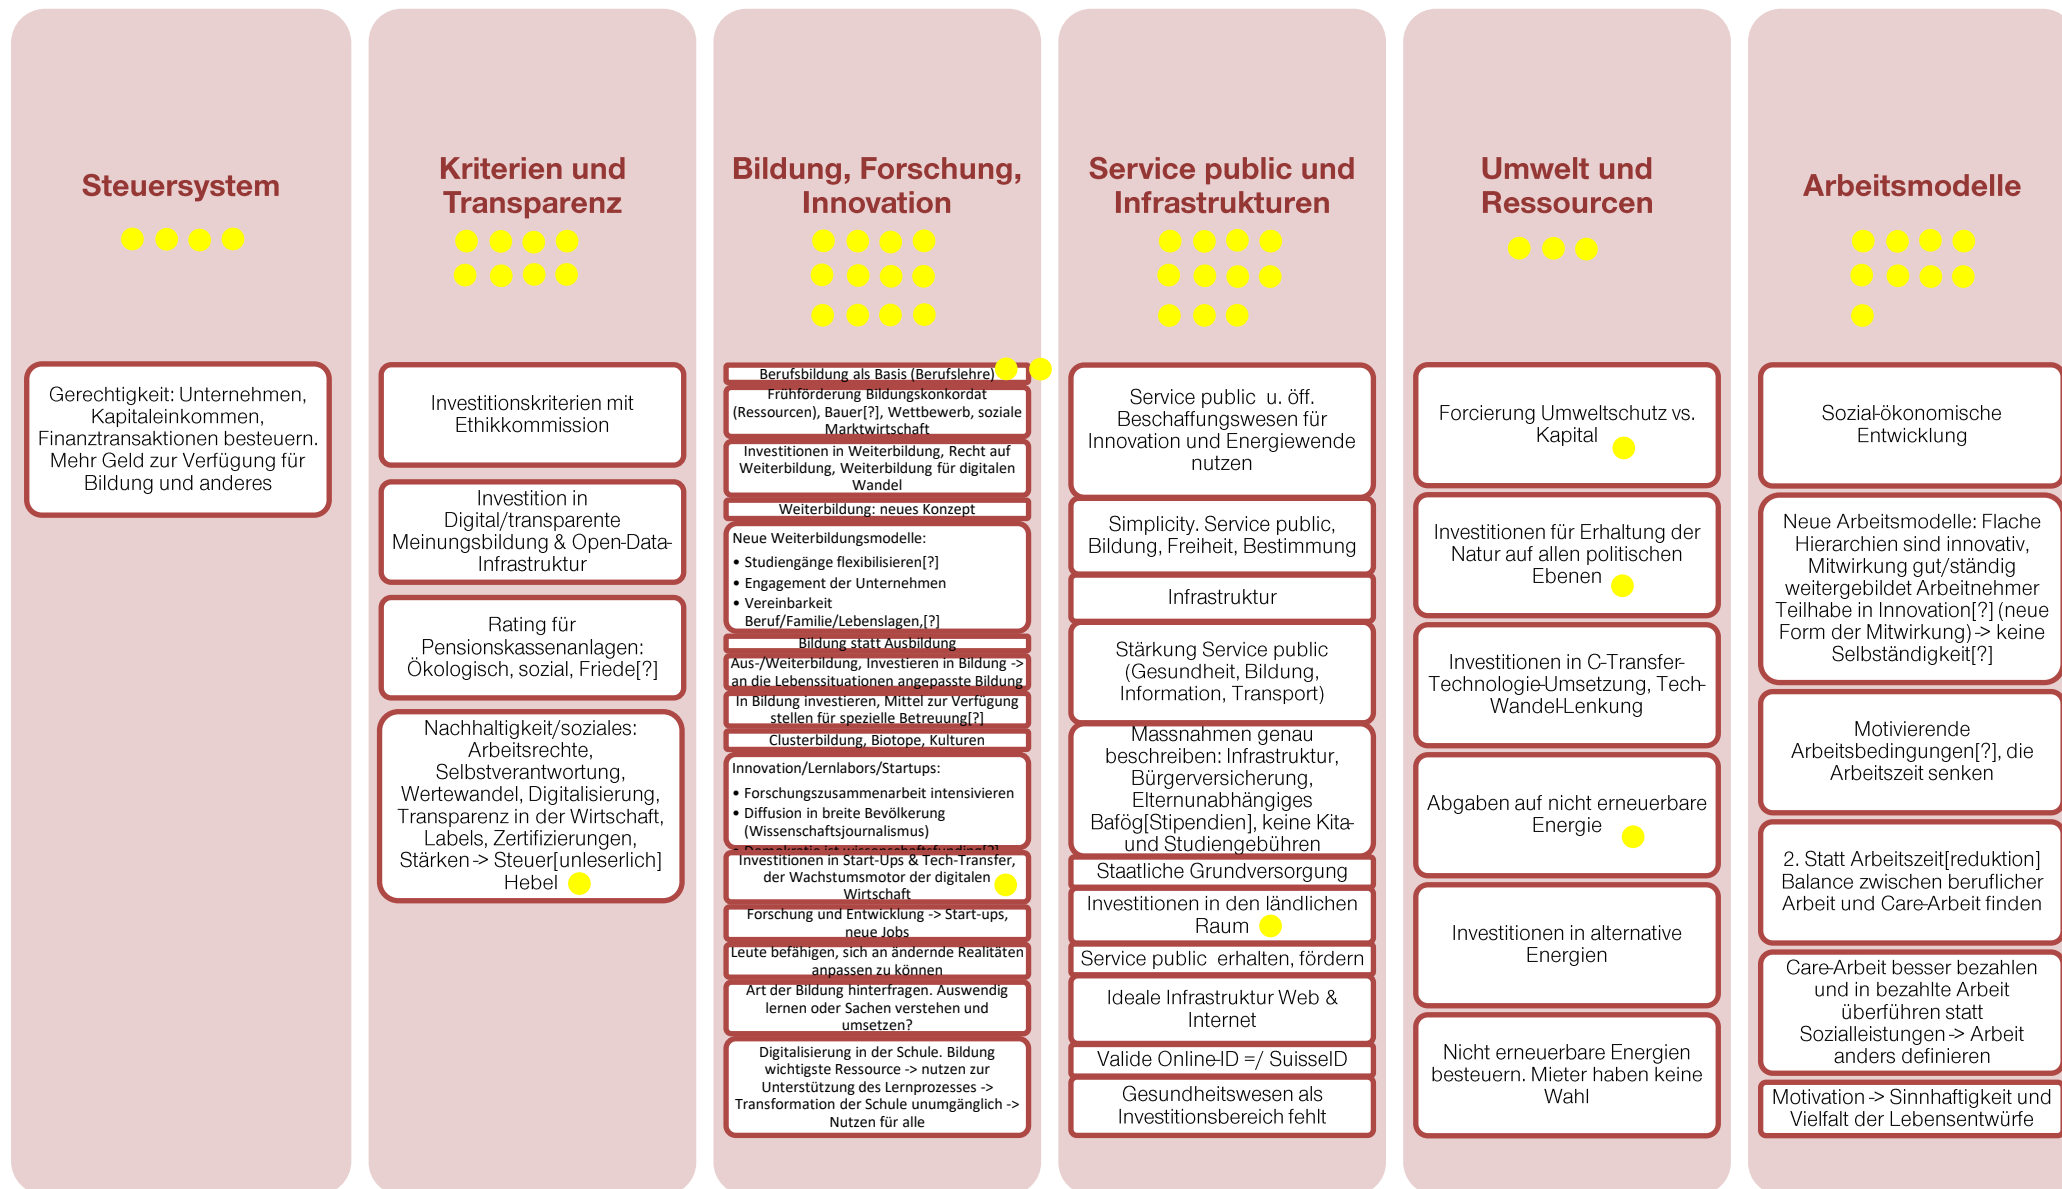 Steuersystem
Gerechtigkeit: Unternehmen,
Kapitaleinkommen,
Finanztransaktionen besteuern.
Mehr Geld zur Verfügung für
Bildung und anderes
Kriterien und
Transparenz
Investitionskriterien mit
Ethikkommission
Investition in
Digital/transparente
Meinungsbildung & Open-Data-
Infrastruktur
Rating für
Pensionskassenanlagen:
Ökologisch, sozial, Friede[?]
Nachhaltigkeit/soziales:
Arbeitsrechte,
Selbstverantwortung,
Wertewandel, Digitalisierung,
Transparenz in der Wirtschaft,
Labels, Zertifizierungen,
Stärken -> Steuer[unleserlich]
Hebel
Bildung, Forschung,
Innovation
Berufsbildung als Basis (Berufslehre)
Frühförderung Bildungskonkordat
(Ressourcen), Bauer[?], Wettbewerb, soziale
Marktwirtschaft
Investitionen in Weiterbildung, Recht auf
Weiterbildung, Weiterbildung für digitalen
Wandel
Weiterbildung: neues Konzept
Neue Weiterbildungsmodelle:
• Studiengänge flexibilisieren[?]
• Engagement der Unternehmen
• Vereinbarkeit
Beruf/Familie/Lebenslagen,[?]
Bildung statt Ausbildung
Aus-/Weiterbildung, Investieren in Bildung ->
an die Lebenssituationen angepasste Bildung
In Bildung investieren, Mittel zur Verfügung
stellen für spezielle Betreuung[?]
Clusterbildung, Biotope, Kulturen
Innovation/Lernlabors/Startups:
• Forschungszusammenarbeit intensivieren
• Diffusion in breite Bevölkerung
(Wissenschaftsjournalismus)
• Demokratie ist wissenschaftsfunding[?]
Investitionen in Start-Ups & Tech-Transfer,
der Wachstumsmotor der digitalen
Wirtschaft
Forschung und Entwicklung -> Start-ups,
neue Jobs
Leute befähigen, sich an ändernde Realitäten
anpassen zu können
Art der Bildung hinterfragen. Auswendig
lernen oder Sachen verstehen und
umsetzen?
Digitalisierung in der Schule. Bildung
wichtigste Ressource -> nutzen zur
Unterstützung des Lernprozesses ->
Transformation der Schule unumgänglich ->
Nutzen für alle
Service public und
Infrastrukturen
Service public u. öff.
Beschaffungswesen für
Innovation und Energiewende
nutzen
Simplicity. Service public,
Bildung, Freiheit, Bestimmung
Infrastruktur
Stärkung Service public
(Gesundheit, Bildung,
Information, Transport)
Massnahmen genau
beschreiben: Infrastruktur,
Bürgerversicherung,
Elternunabhängiges
Bafög[Stipendien], keine Kita-
und Studiengebühren
Staatliche Grundversorgung
Investitionen in den ländlichen
Raum
Service public erhalten, fördern
Ideale Infrastruktur Web &
Internet
Valide Online-ID =/ SuisseID
Gesundheitswesen als
Investitionsbereich fehlt
Umwelt und
Ressourcen
Forcierung Umweltschutz vs.
Kapital
Investitionen für Erhaltung der
Natur auf allen politischen
Ebenen
Investitionen in C-Transfer-
Technologie-Umsetzung, Tech-
Wandel-Lenkung
Abgaben auf nicht erneuerbare
Energie
Investitionen in alternative
Energien
Nicht erneuerbare Energien
besteuern. Mieter haben keine
Wahl
Arbeitsmodelle
Sozial-ökonomische
Entwicklung
Neue Arbeitsmodelle: Flache
Hierarchien sind innovativ,
Mitwirkung gut/ständig
weitergebildet Arbeitnehmer
Teilhabe in Innovation[?] (neue
Form der Mitwirkung) -> keine
Selbständigkeit[?]
Motivierende
Arbeitsbedingungen[?], die
Arbeitszeit senken
2. Statt Arbeitszeit[reduktion]
Balance zwischen beruflicher
Arbeit und Care-Arbeit finden
Care-Arbeit besser bezahlen
und in bezahlte Arbeit
überführen statt
Sozialleistungen -> Arbeit
anders definieren
Motivation -> Sinnhaftigkeit und
Vielfalt der Lebensentwürfe